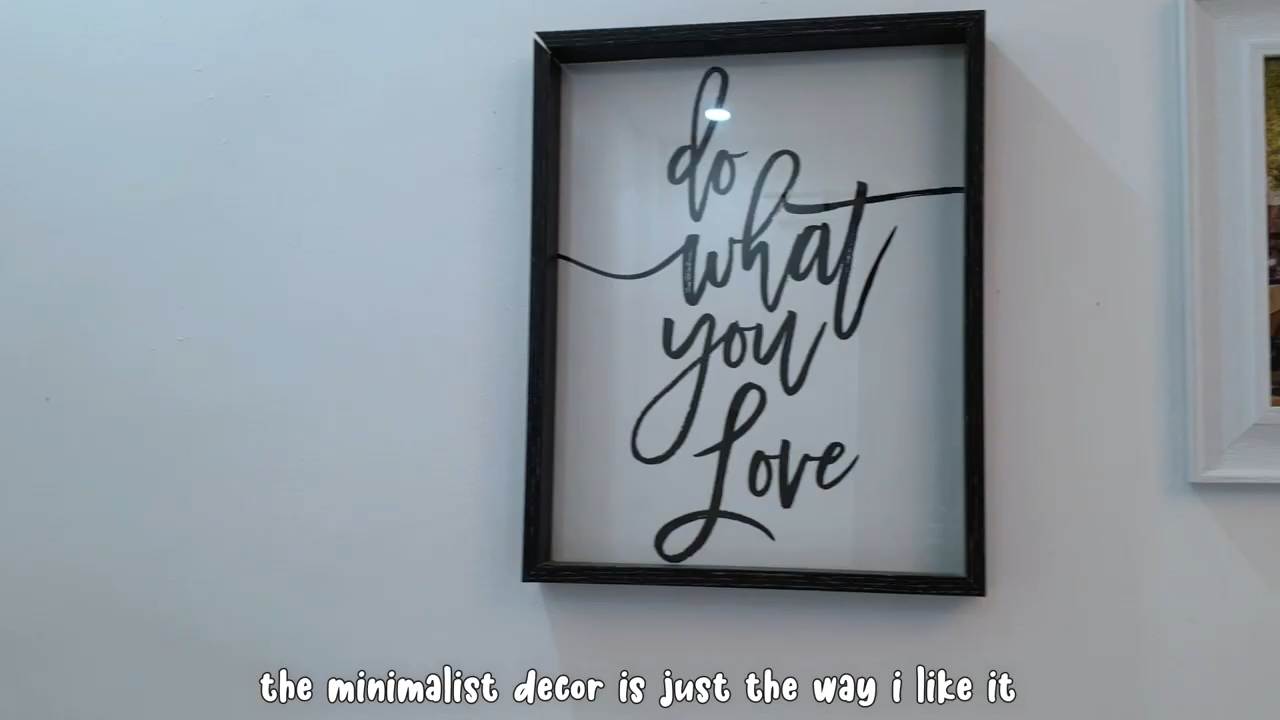 do
what
you
Love
the minimalist decor is just the way i like it